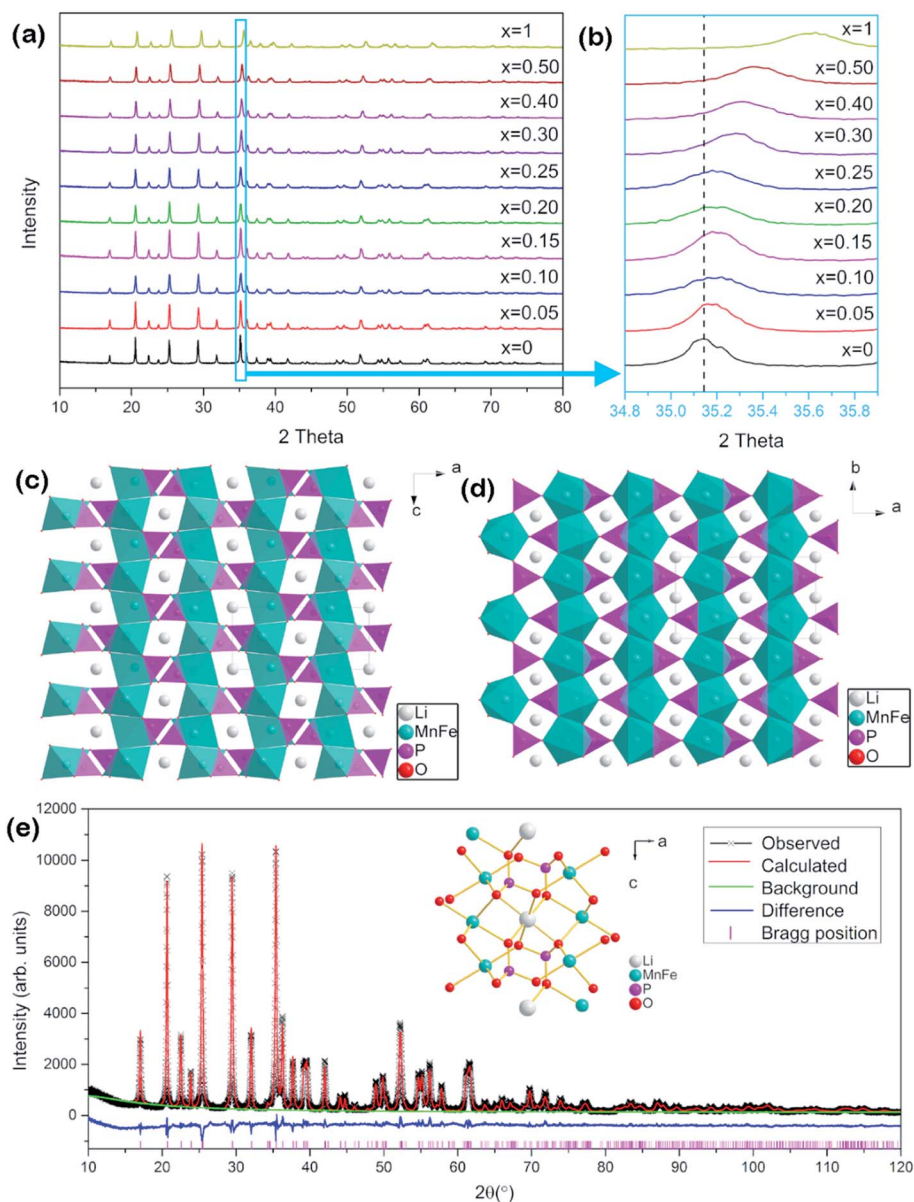 (a)
x=1
x=0.50
x=0.40
x=0.30
x=0.25
x=0.20
x=0.15
x=0.10
x=0.05
x=0
Intensity
10 20 30 40 50 60 70 80
2 Theta
(b)
x=1
x=0.50
x=0.40
x=0.30
x=0.25
x=0.20
x=0.15
x=0.10
x=0.05
x=0
34.8 35.0 35.2 35.4 35.6 35.8
2 Theta
(c)
a
c
Li
MnFe
P
O
(d)
b
a
Li
MnFe
P
O
(e)
12000
10000
8000
6000
4000
2000
0
Intensity (arb. units)
a
c
Li
MnFe
P
O
Observed
Calculated
Background
Difference
Bragg position
10 20 30 40 50 60 70 80 90 100 110 120
2θ(°)